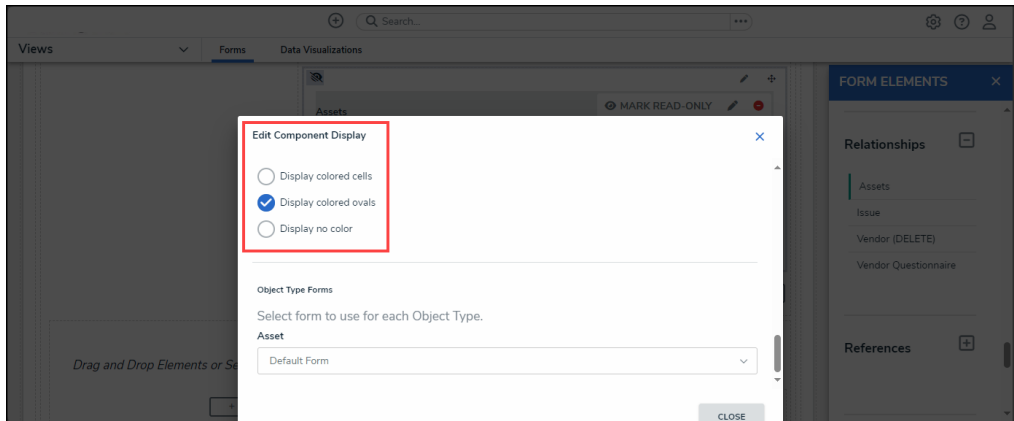 Search...
Views
Forms
Data Visualizations
FORM ELEMENTS
Assets
MARK READ-ONLY
Edit Component Display
Relationships
Display colored cells
Assets
Display colored ovals
Issue
Display no color
Vendor (DELETE)
Vendor Questionnaire
Object Type Forms
Select form to use for each Object Type.
Asset
References
Default Form
Drag and Drop Elements or Se
CLOSE